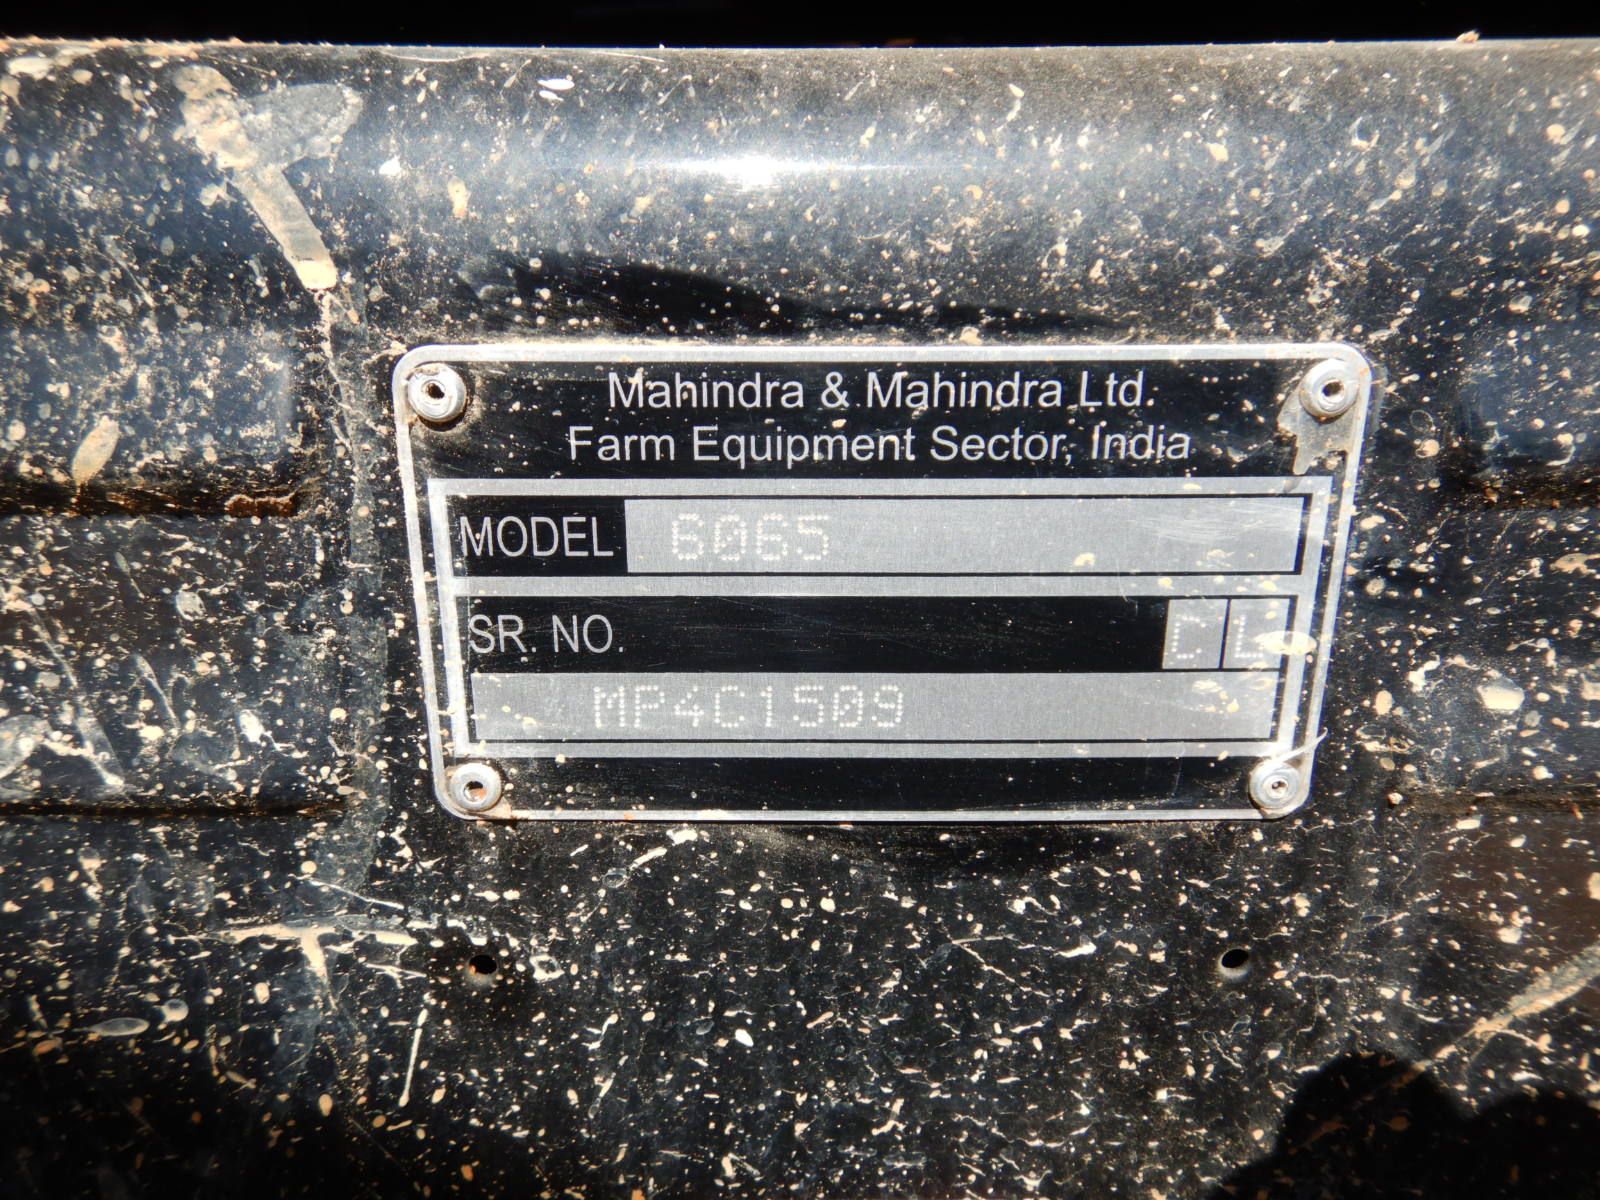 Mahindra & Mahindra Ltd.
Farm Equipment Sector, India
MODEL 6065
SR. NO. C L
MP4C1509